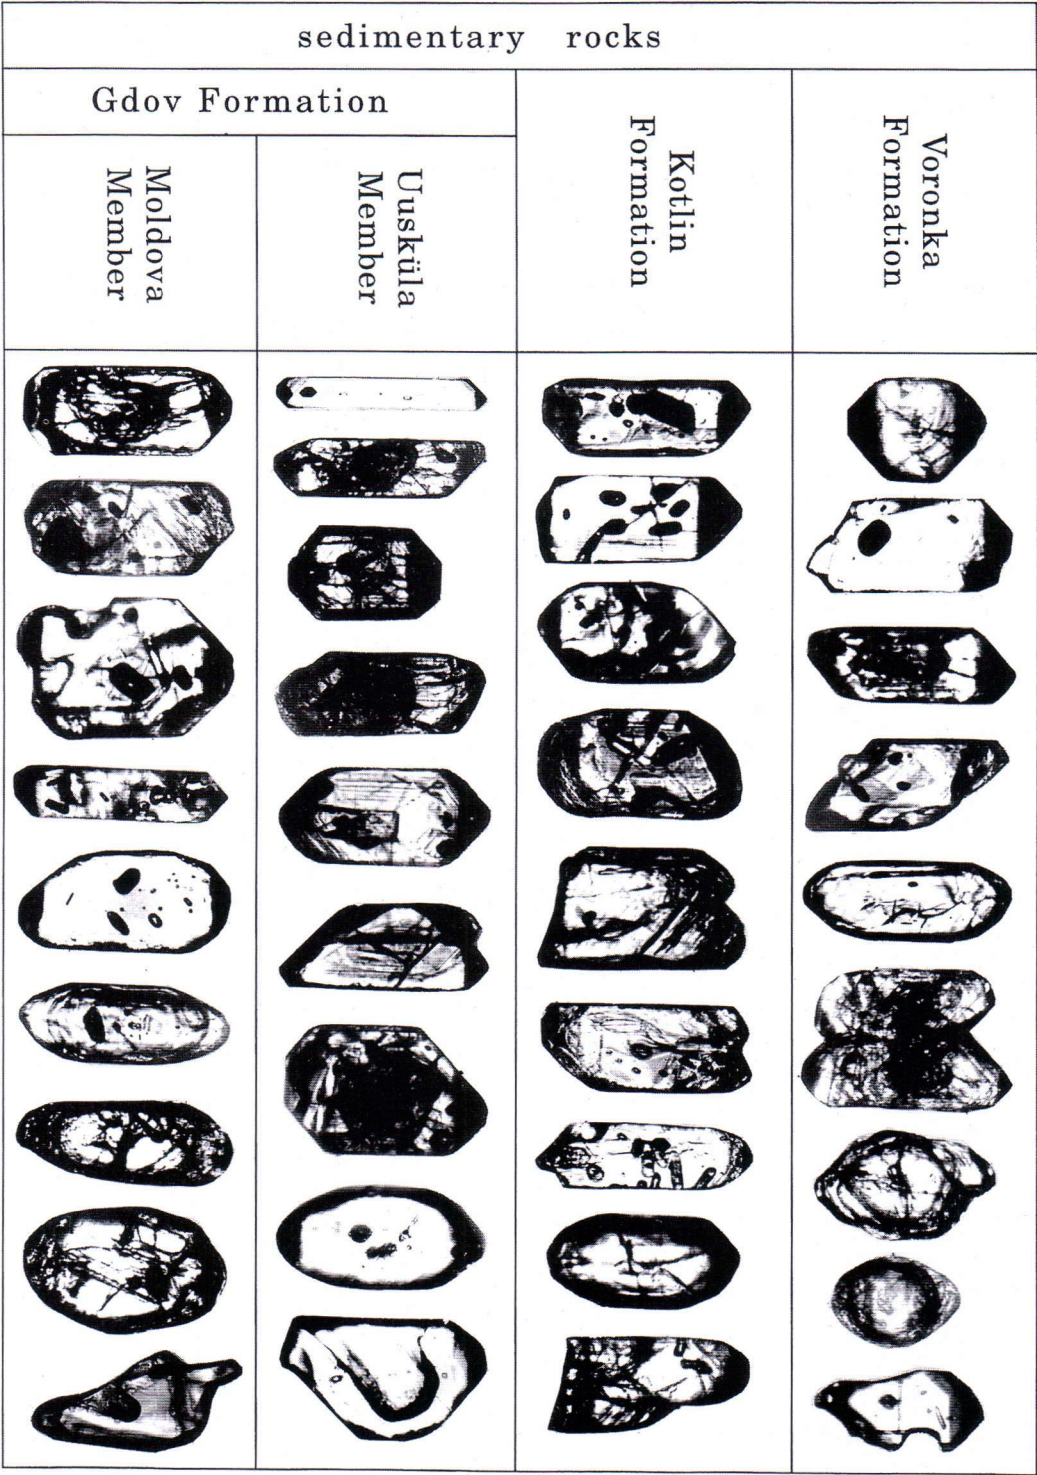 sedimentary rocks
Gdov Formation
Moldova
Member
Uusküla
Member
Kotlin
Formation
Voronka
Formation